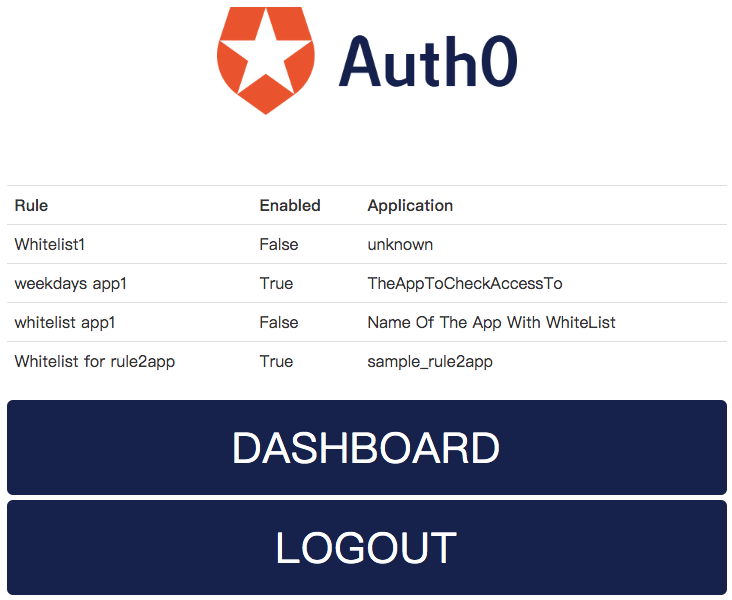 Auth0
Rule Enabled Application
Whitelist1 False unknown
weekdays app1 True TheAppToCheckAccessTo
whitelist app1 False Name Of The App With WhiteList
Whitelist for rule2app True sample_rule2app
DASHBOARD
LOGOUT